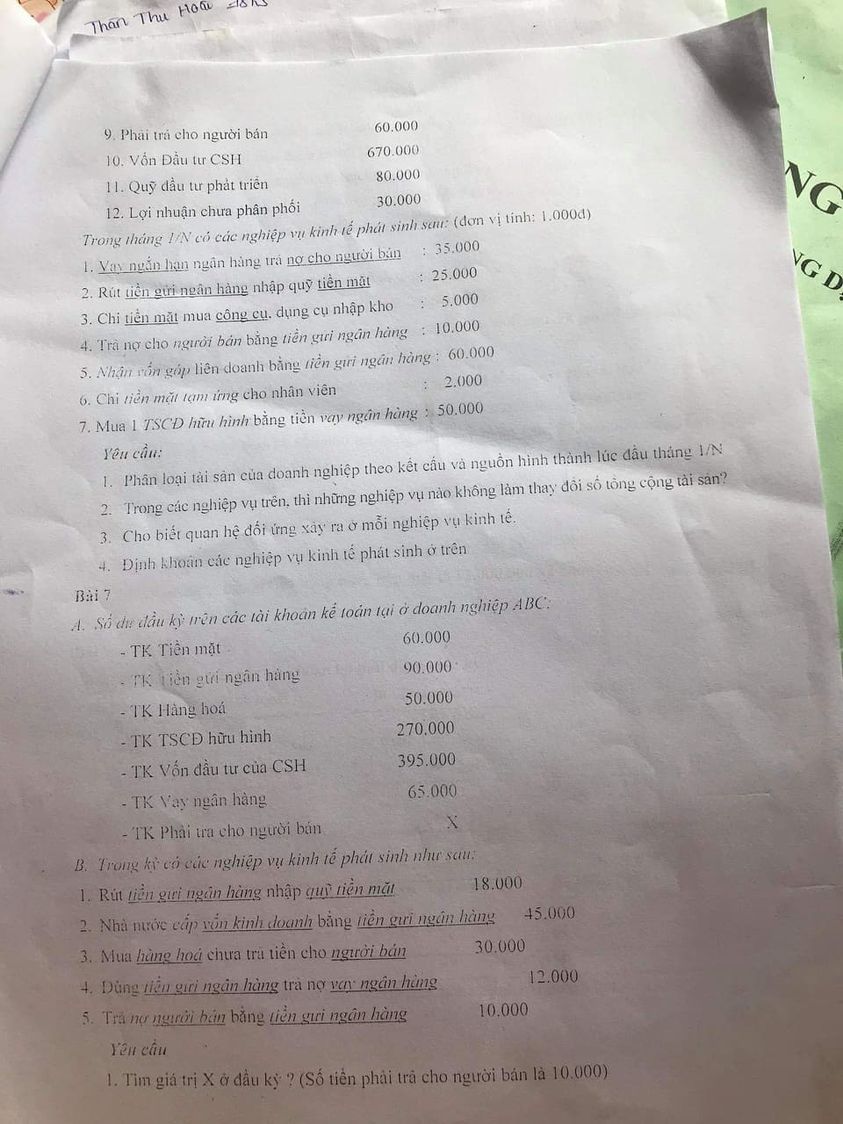 Thân Thu Hoài
9. Phải trả cho người bán 60.000
10. Vốn Đầu tư CSH 670.000
11. Quỹ đầu tư phát triển 80.000
12. Lợi nhuận chưa phân phối 30.000
Trong tháng 1/N có các nghiệp vụ kinh tế phát sinh sau: (đơn vị tính: 1.000đ)
1. Vay ngắn hạn ngân hàng trả nợ cho người bán : 35.000
2. Rút tiền gửi ngân hàng nhập quỹ tiền mặt : 25.000
3. Chi tiền mặt mua công cụ, dụng cụ nhập kho : 5.000
4. Trả nợ cho người bán bằng tiền gửi ngân hàng : 10.000
5. Nhận vốn góp liên doanh bằng tiền gửi ngân hàng : 60.000
6. Chi tiền mặt tạm ứng cho nhân viên : 2.000
7. Mua 1 TSCĐ hữu hình bằng tiền vay ngân hàng : 50.000
Yêu cầu:
1. Phân loại tài sản của doanh nghiệp theo kết cấu và nguồn hình thành lúc đầu tháng 1/N
2. Trong các nghiệp vụ trên, thì những nghiệp vụ nào không làm thay đổi số tổng cộng tài sản?
3. Cho biết quan hệ đối ứng xảy ra ở mỗi nghiệp vụ kinh tế.
4. Định khoản các nghiệp vụ kinh tế phát sinh ở trên
Bài 7
A. Số dư đầu kỳ trên các tài khoản kế toán tại ở doanh nghiệp ABC:
- TK Tiền mặt 60.000
- TK Tiền gửi ngân hàng 90.000
- TK Hàng hoá 50.000
- TK TSCĐ hữu hình 270.000
- TK Vốn đầu tư của CSH 395.000
- TK Vay ngân hàng 65.000
- TK Phải trả cho người bán X
B. Trong kỳ có các nghiệp vụ kinh tế phát sinh như sau:
1. Rút tiền gửi ngân hàng nhập quỹ tiền mặt 18.000
2. Nhà nước cấp vốn kinh doanh bằng tiền gửi ngân hàng 45.000
3. Mua hàng hoá chưa trả tiền cho người bán 30.000
4. Dùng tiền gửi ngân hàng trả nợ vay ngân hàng 12.000
5. Trả nợ người bán bằng tiền gửi ngân hàng 10.000
Yêu cầu
1. Tìm giá trị X ở đầu kỳ ? (Số tiền phải trả cho người bán là 10.000)
NG
NG D